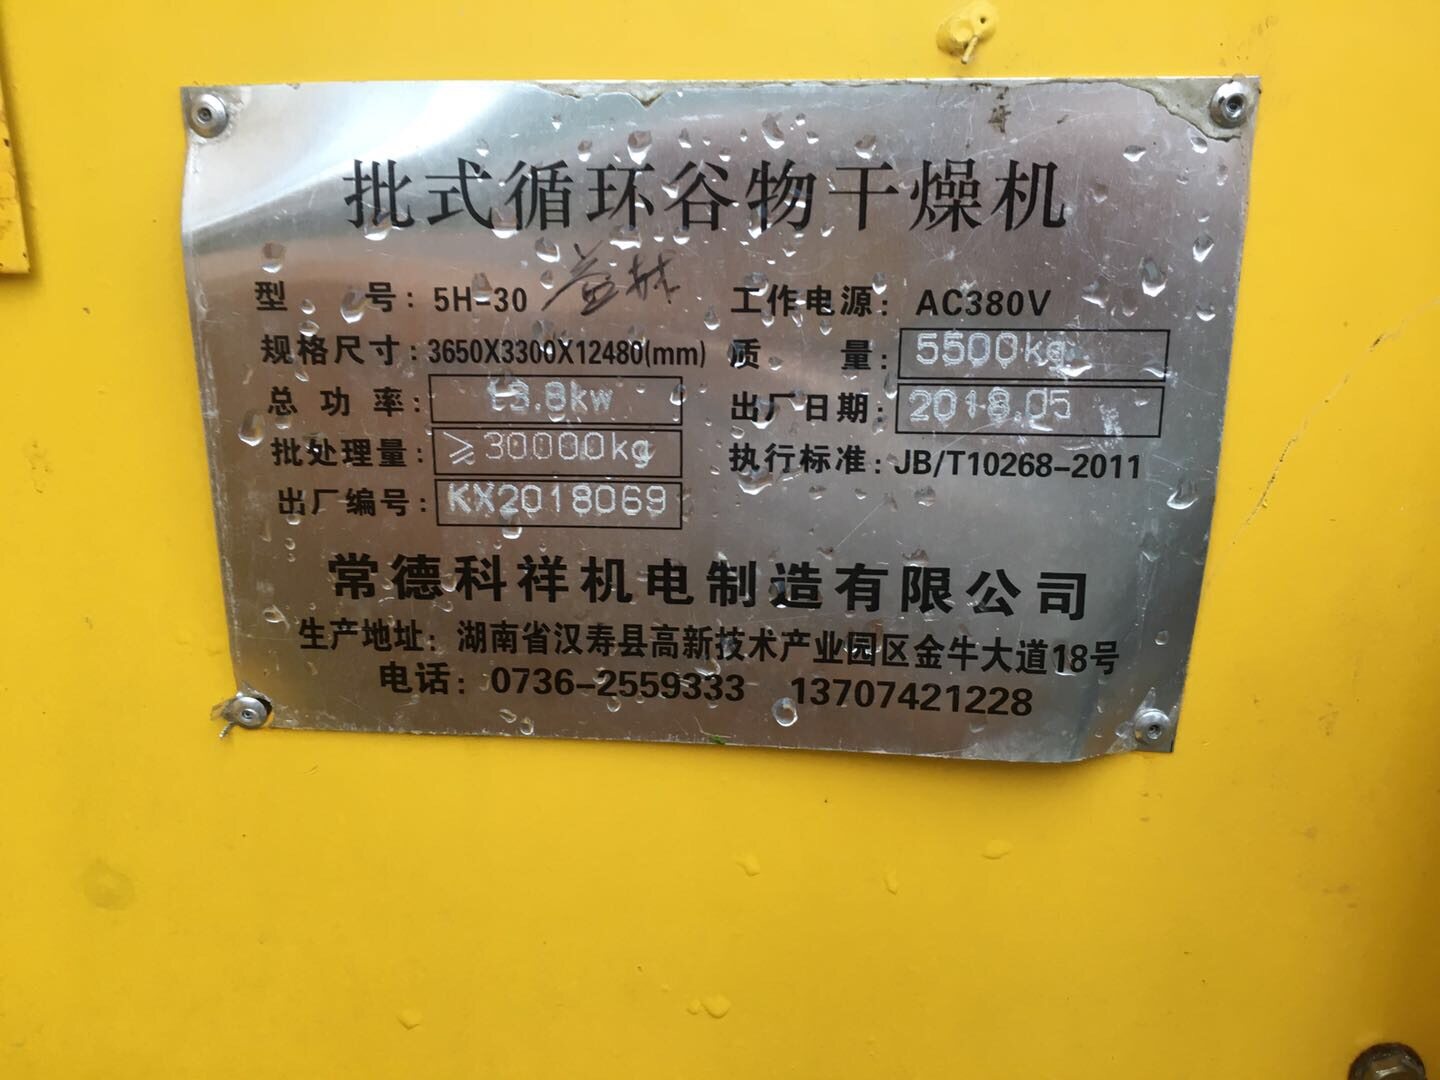 批式循环谷物干燥机
型 号: 5H-30 益林 工作电源: AC380V
规格尺寸: 3650X3300X12480(mm) 质 量: 5500kg
总 功 率: 13.8kw 出厂日期: 2018.05
批处理量: ≥30000kg 执行标准: JB/T10268-2011
出厂编号: KX2018069
常德科祥机电制造有限公司
生产地址: 湖南省汉寿县高新技术产业园区金牛大道18号
电话: 0736-2559333 13707421228